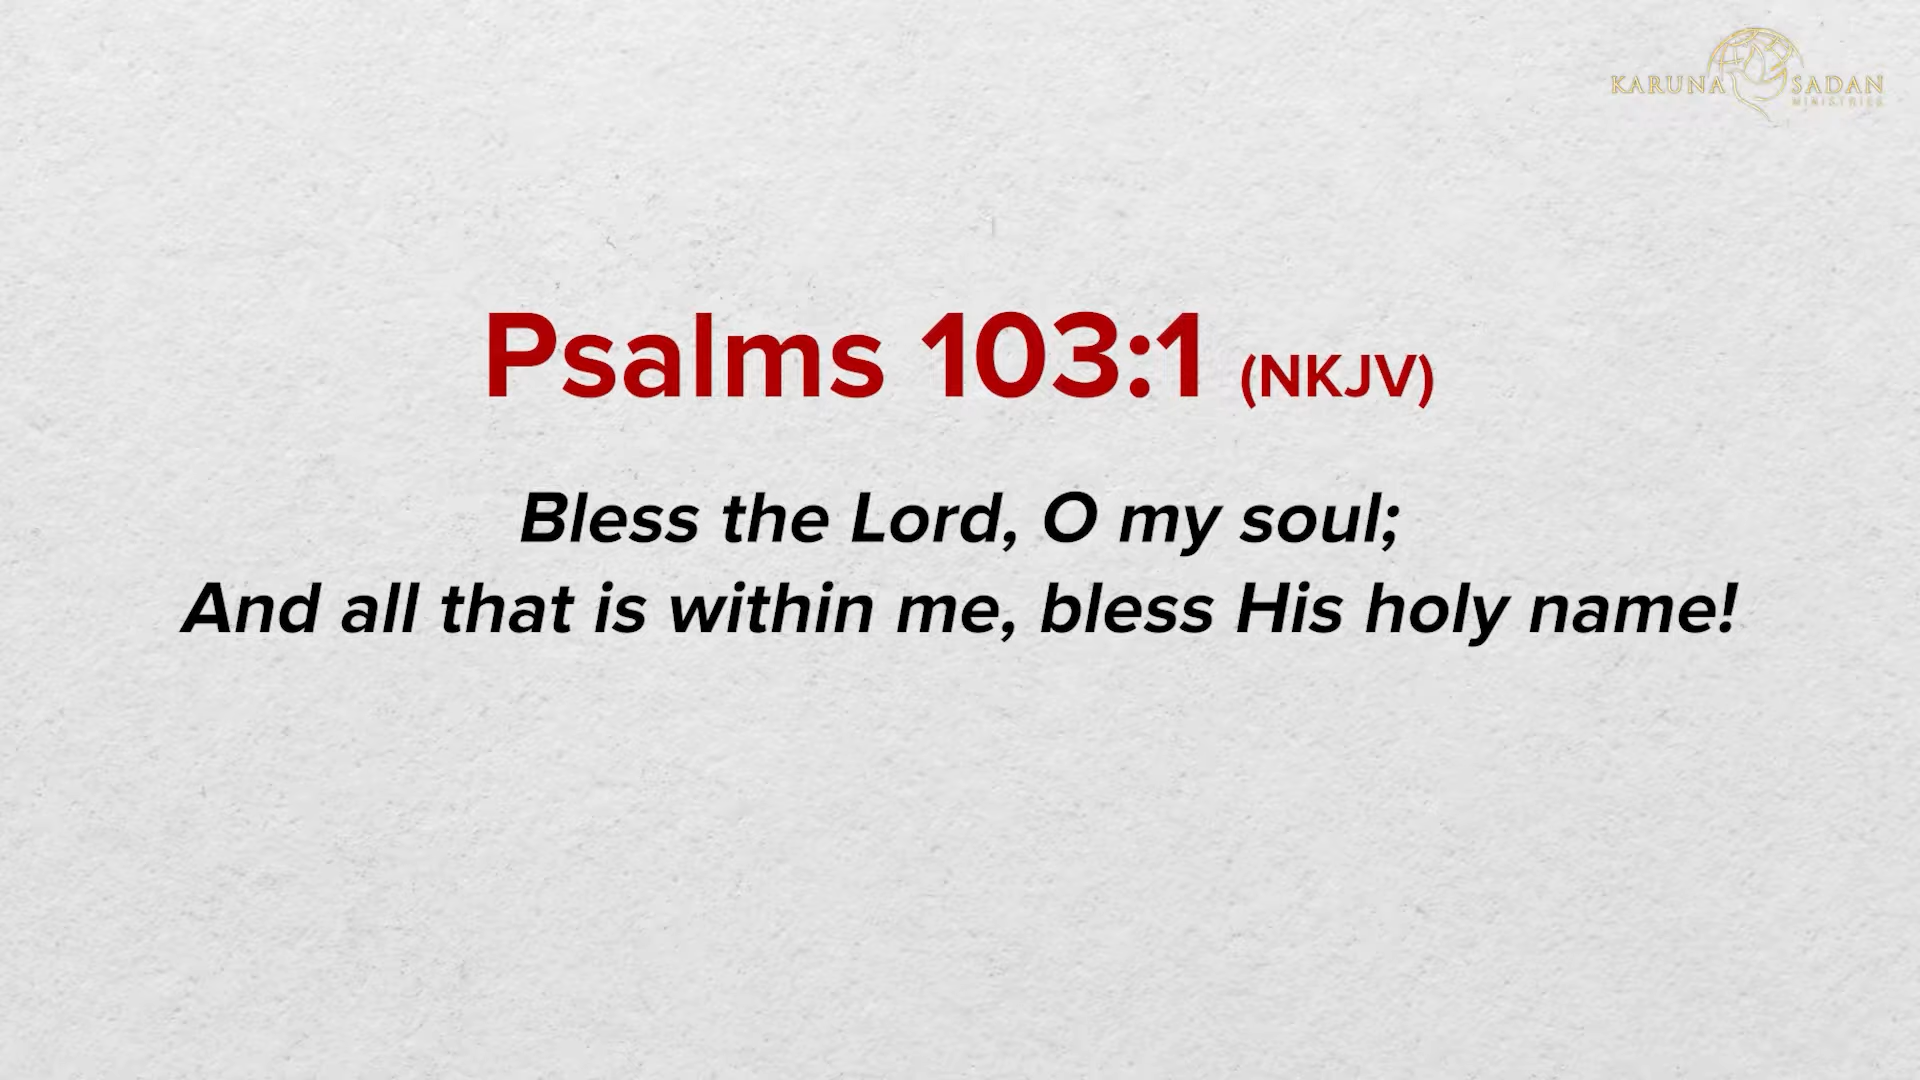 KARUNA SADAN
MINISTRIES
Psalms 103:1 (NKJV)
Bless the Lord, O my soul;
And all that is within me, bless His holy name!